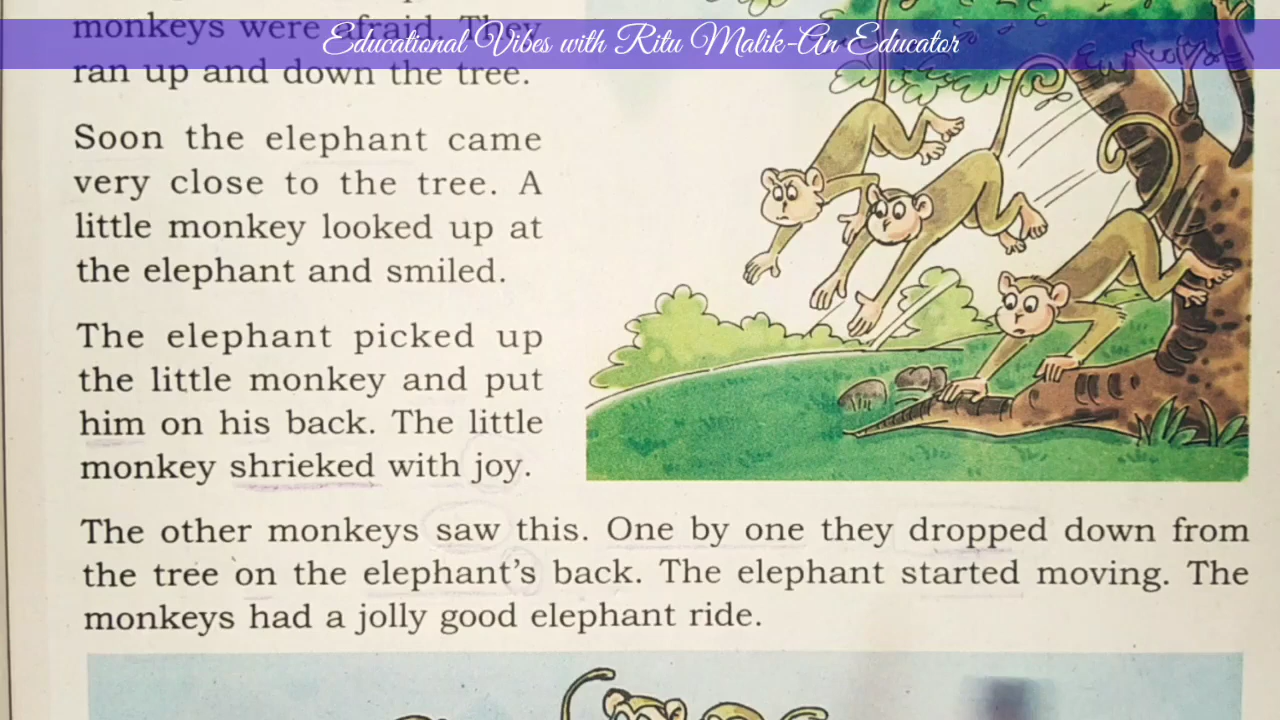 monkeys were afraid. They
Educational Vibes with Ritu Malik-An Educator
ran up and down the tree.
Soon the elephant came
very close to the tree. A
little monkey looked up at
the elephant and smiled.
The elephant picked up
the little monkey and put
him on his back. The little
monkey shrieked with joy.
The other monkeys saw this. One by one they dropped down from
the tree on the elephant's back. The elephant started moving. The
monkeys had a jolly good elephant ride.